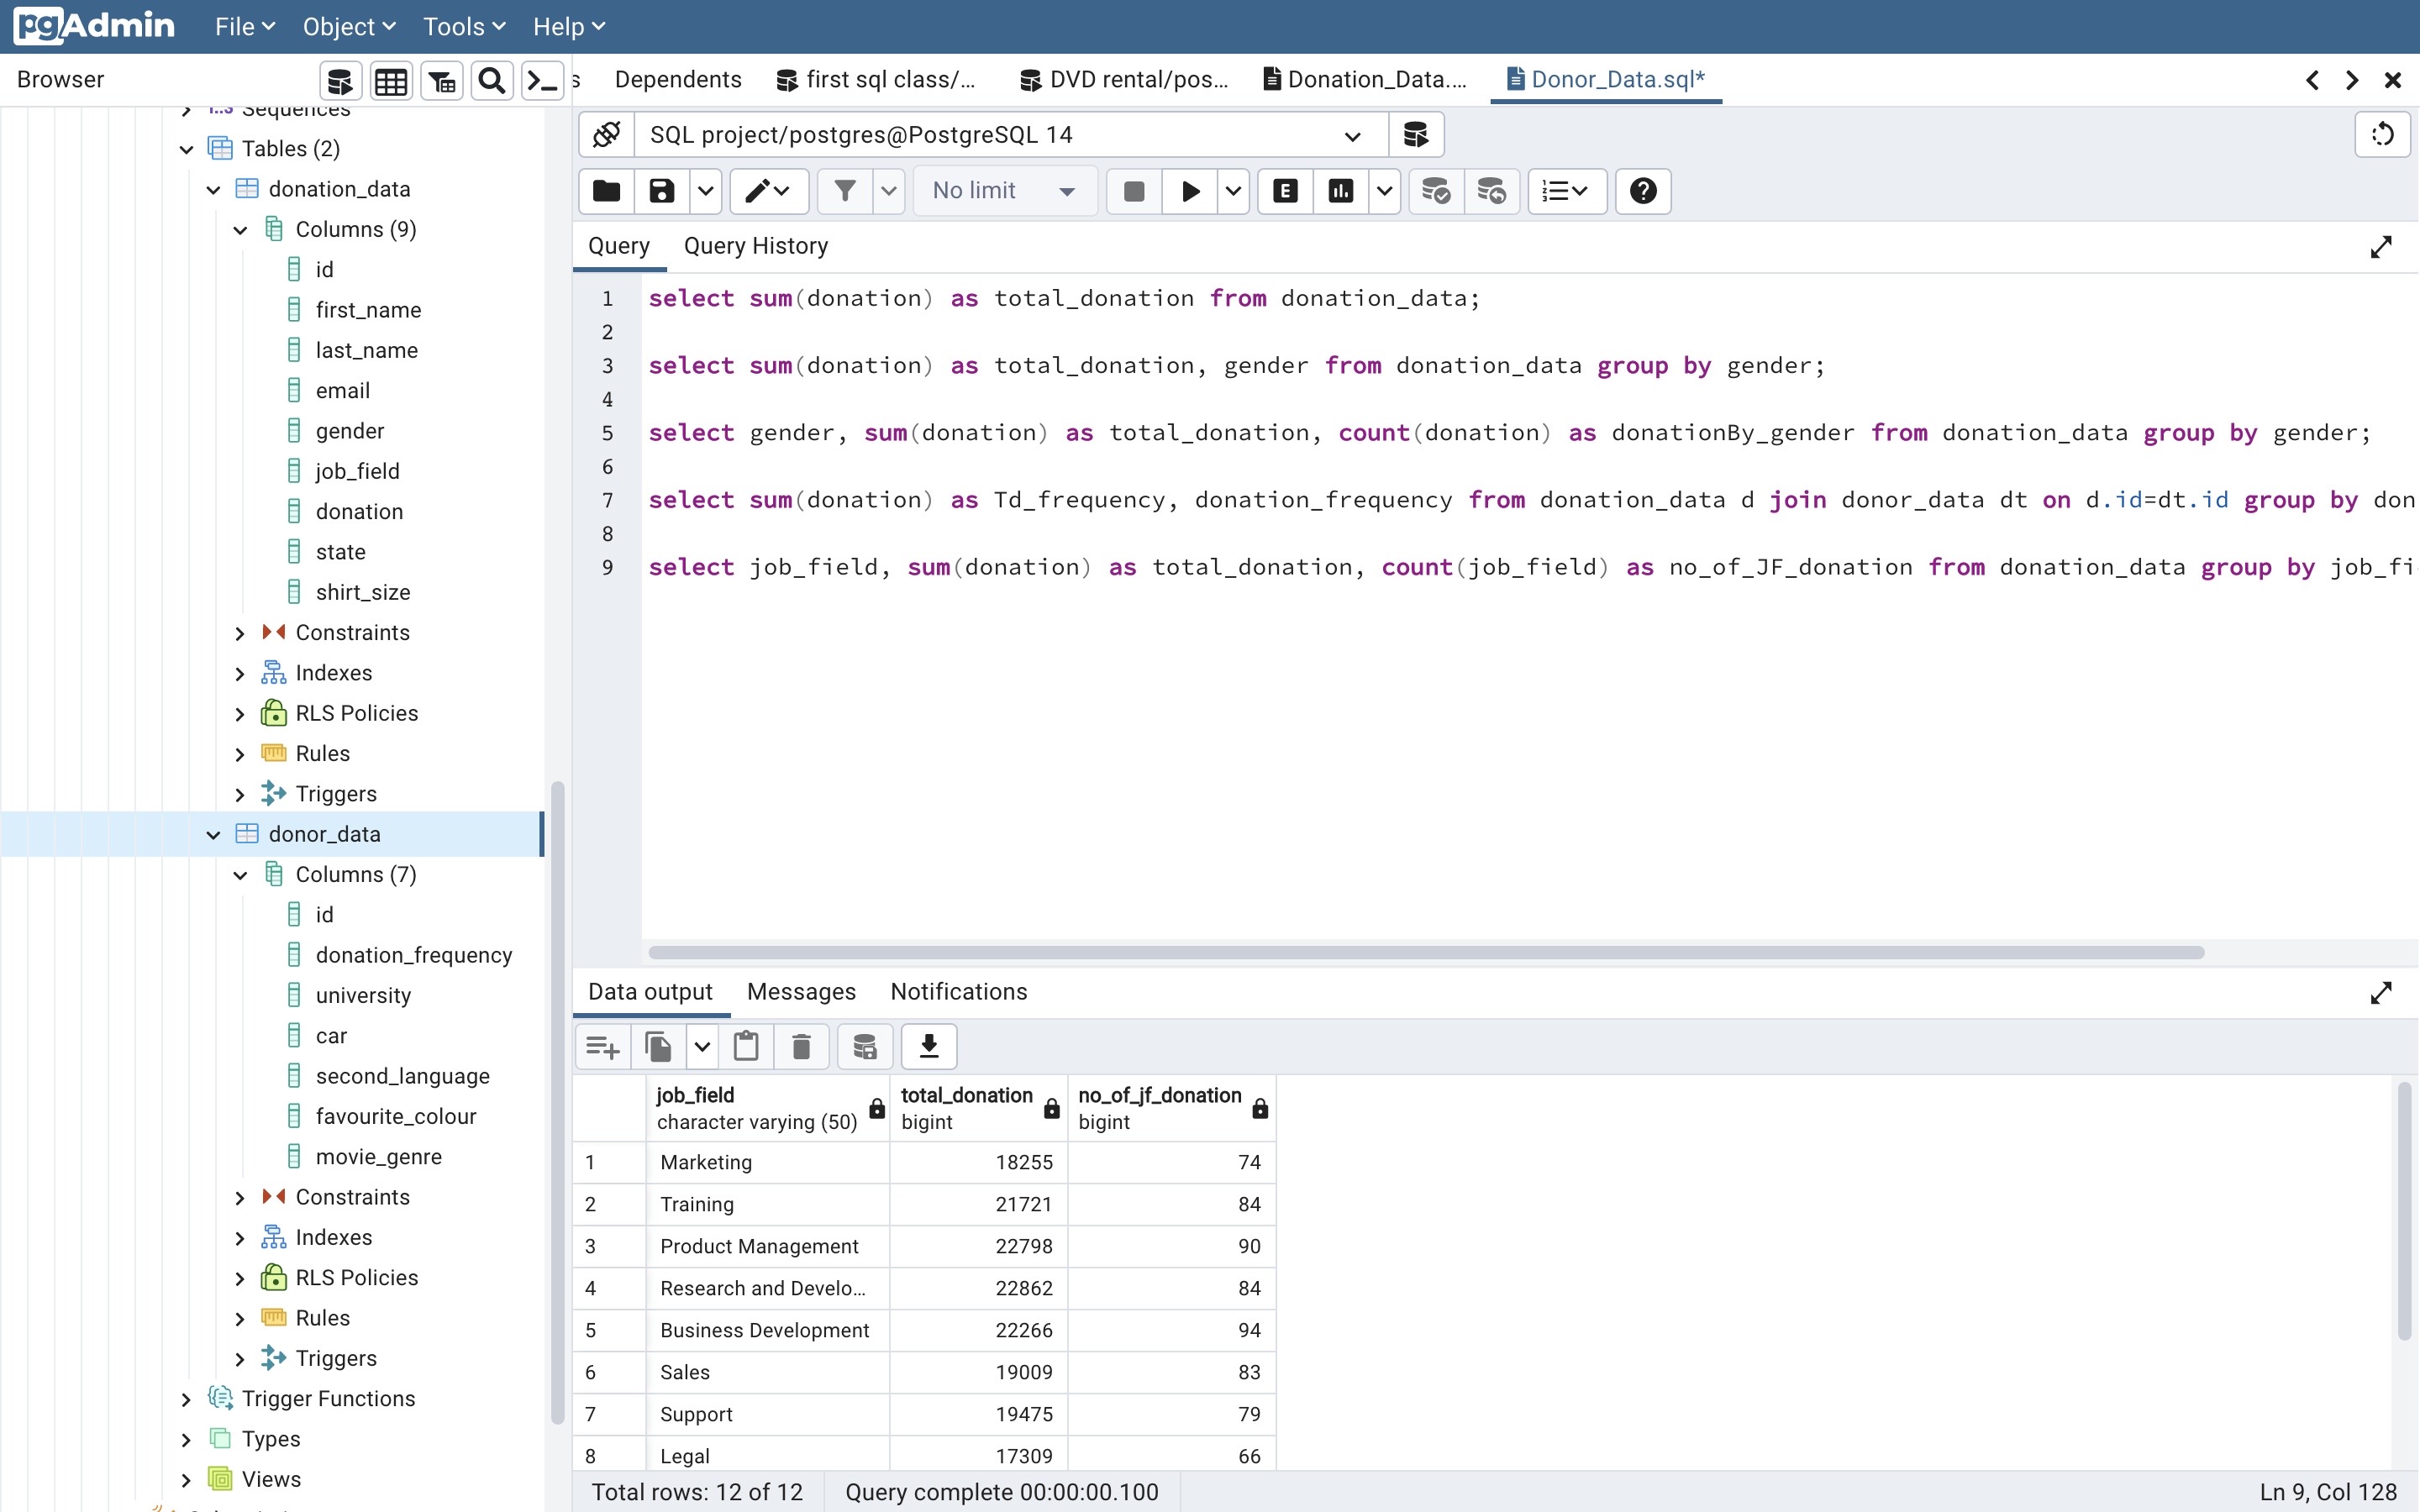 pgAdmin File Object Tools Help
Browser
s Dependents first sql class/... DVD rental/pos... Donation_Data.... Donor_Data.sql*
Sequences
Tables (2)
donation_data
Columns (9)
id
first_name
last_name
email
gender
job_field
donation
state
shirt_size
Constraints
Indexes
RLS Policies
Rules
Triggers
donor_data
Columns (7)
id
donation_frequency
university
car
second_language
favourite_colour
movie_genre
Constraints
Indexes
RLS Policies
Rules
Triggers
Trigger Functions
Types
Views
SQL project/postgres@PostgreSQL 14
No limit E
Query Query History
1 select sum(donation) as total_donation from donation_data;
2
3 select sum(donation) as total_donation, gender from donation_data group by gender;
4
5 select gender, sum(donation) as total_donation, count(donation) as donationBy_gender from donation_data group by gender;
6
7 select sum(donation) as Td_frequency, donation_frequency from donation_data d join donor_data dt on d.id=dt.id group by don
8
9 select job_field, sum(donation) as total_donation, count(job_field) as no_of_JF_donation from donation_data group by job_fi
Data output Messages Notifications
job_field total_donation no_of_jf_donation
character varying (50) bigint bigint
1 Marketing 18255 74
2 Training 21721 84
3 Product Management 22798 90
4 Research and Develo... 22862 84
5 Business Development 22266 94
6 Sales 19009 83
7 Support 19475 79
8 Legal 17309 66
Total rows: 12 of 12 Query complete 00:00:00.100 Ln 9, Col 128